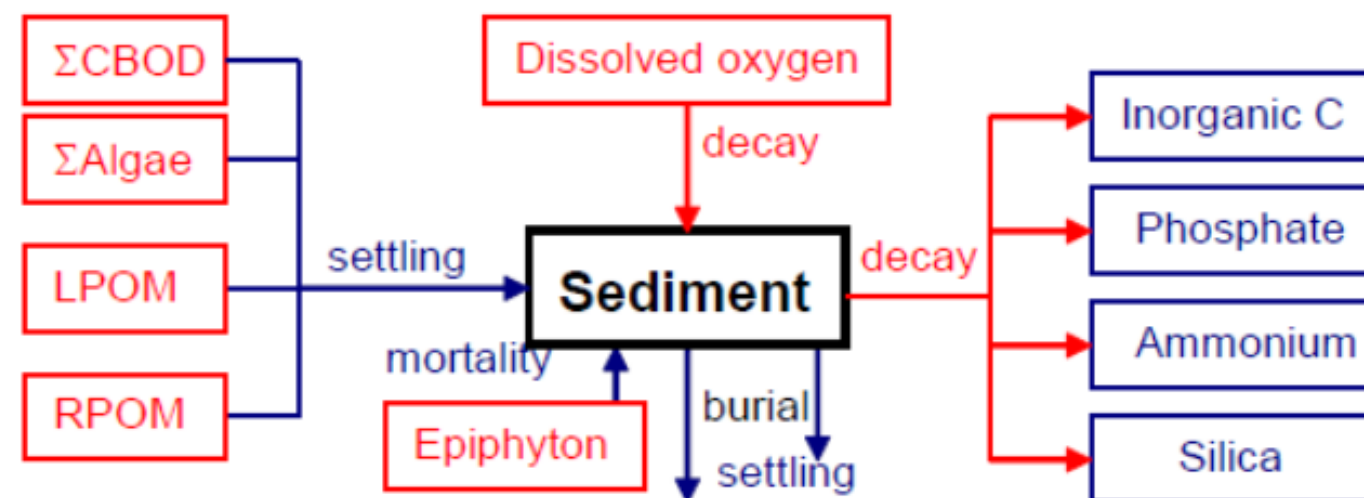 ΣCBOD
ΣAlgae
LPOM
RPOM
settling
Dissolved oxygen
decay
Sediment
mortality
Epiphyton
burial
settling
decay
Inorganic C
Phosphate
Ammonium
Silica